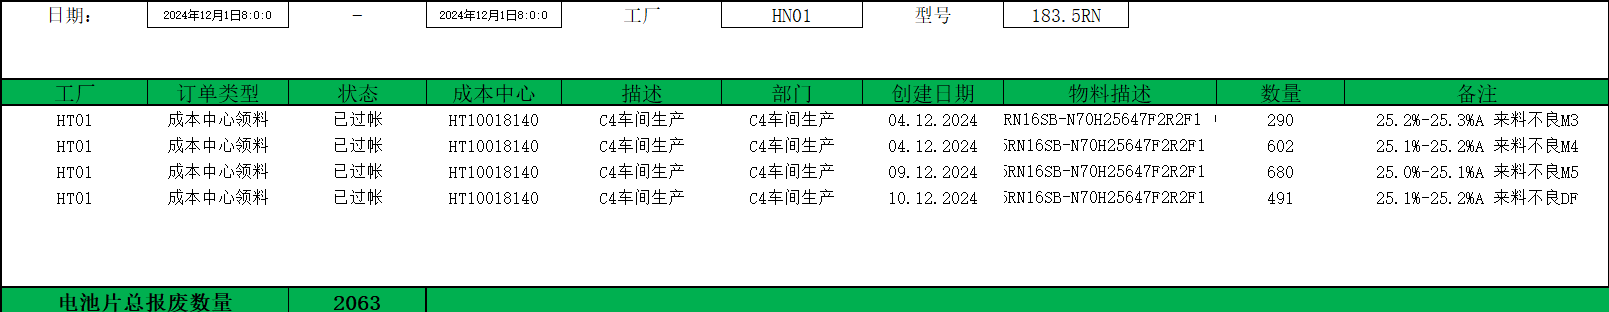 日期： 2024年12月1日8:0:0 － 2024年12月1日8:0:0 工厂 HN01 型号 183.5RN
工厂 订单类型 状态 成本中心 描述 部门 创建日期 物料描述 数量 备注
HT01 成本中心领料 已过帐 HT10018140 C4车间生产 C4车间生产 04.12.2024 RN16SB-N70H25647F2R2F1 290 25.2%-25.3%A 来料不良M3
HT01 成本中心领料 已过帐 HT10018140 C4车间生产 C4车间生产 04.12.2024 5RN16SB-N70H25647F2R2F1 602 25.1%-25.2%A 来料不良M4
HT01 成本中心领料 已过帐 HT10018140 C4车间生产 C4车间生产 09.12.2024 5RN16SB-N70H25647F2R2F1 680 25.0%-25.1%A 来料不良M5
HT01 成本中心领料 已过帐 HT10018140 C4车间生产 C4车间生产 10.12.2024 5RN16SB-N70H25647F2R2F1 491 25.1%-25.2%A 来料不良DF
电池片总报废数量 2063